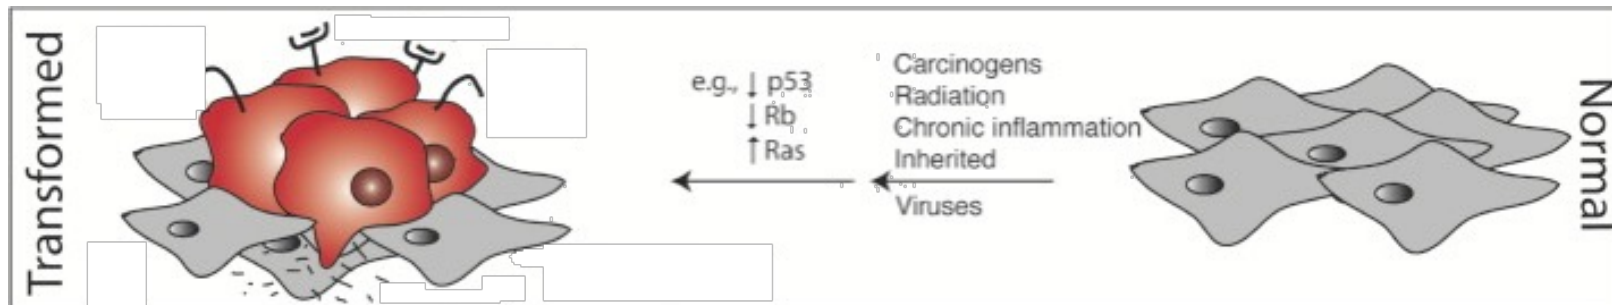 Transformed
e.g., ↓ p53
↓ Rb
↑ Ras
Carcinogens
Radiation
Chronic inflammation
Inherited
Viruses
Normal